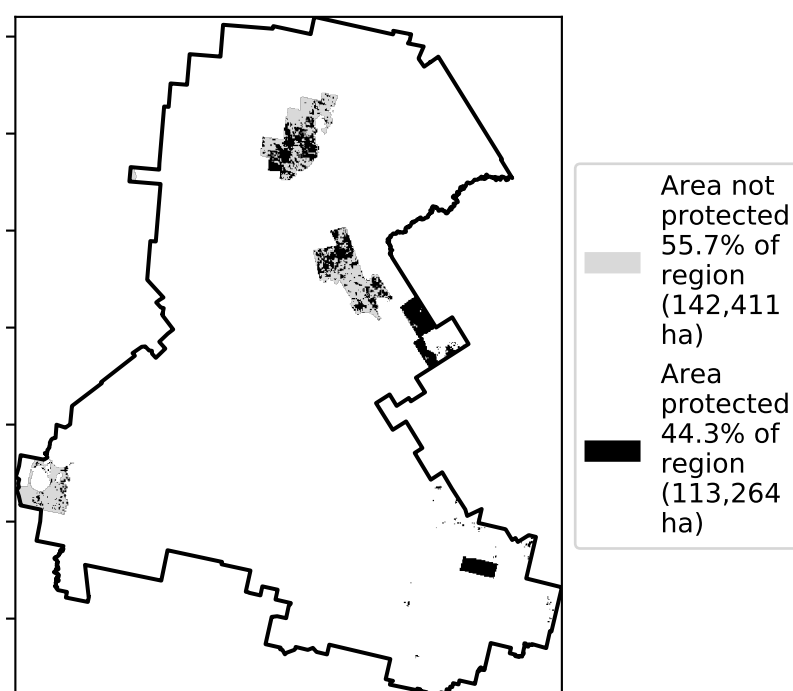 Area not
protected
55.7% of
region
(142,411
ha)
Area
protected
44.3% of
region
(113,264
ha)